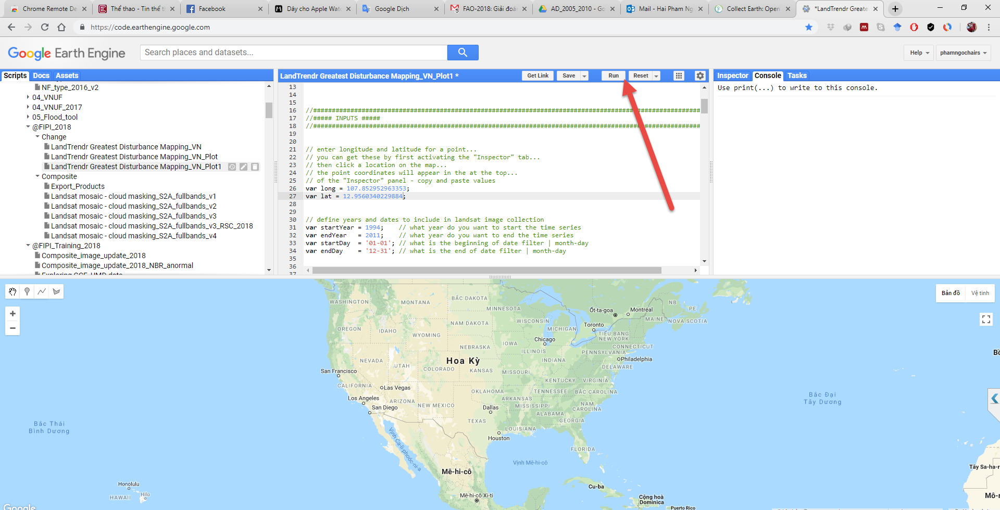 Chrome Remote De
Thể thao - Tin thể t
Facebook
Dây cho Apple Wat
Google Dịch
FAO-2018: Giải đoá
AD_2005_2010 - Go
Mail - Hai Pham Ng
Collect Earth: Open
*LandTrendr Greate
https://code.earthengine.google.com
Google Earth Engine
Search places and datasets...
Help
phamngochairs
Scripts Docs Assets
NF_type_2016_v2
04_VNUF
04_VNUF_2017
05_Flood_tool
@FIPI_2018
Change
LandTrendr Greatest Disturbance Mapping_VN
LandTrendr Greatest Disturbance Mapping_VN_Plot
LandTrendr Greatest Disturbance Mapping_VN_Plot1
Composite
Export_Products
Landsat mosaic - cloud masking_S2A_fullbands_v1
Landsat mosaic - cloud masking_S2A_fullbands_v2
Landsat mosaic - cloud masking_S2A_fullbands_v3
Landsat mosaic - cloud masking_S2A_fullbands_v3_RSC_2018
Landsat mosaic - cloud masking_S2A_fullbands_v4
@FIPI_Training_2018
Composite_image_update_2018
Composite_image_update_2018_NBR_anormal
LandTrendr Greatest Disturbance Mapping_VN_Plot1 *
Get Link Save Run Reset
13
14
15
16 //########################################################################################################
17 //##### INPUTS #####
18 //########################################################################################################
19
20
21 // enter longitude and latitude for a point...
22 // you can get these by first activating the "Inspector" tab...
23 // then click a location on the map...
24 // the point coordinates will appear in the at the top...
25 // of the "Inspector" panel - copy and paste values
26 var long = 107.852952963353;
27 var lat = 12.9560340229884;
28
29
30 // define years and dates to include in landsat image collection
31 var startYear = 1994; // what year do you want to start the time series
32 var endYear = 2011; // what year do you want to end the time series
33 var startDay = '01-01'; // what is the beginning of date filter | month-day
34 var endDay = '12-31'; // what is the end of date filter | month-day
35
36
37
Inspector Console Tasks
Use print(...) to write to this console.
Bản đồ Vệ tinh
WASHINGTON
MONTANA
BẮC DAKOTA
MINNESOTA
Ốt-ta-goa
Montréal
NB
PE
NOVA SCOTIA
MAINE
OREGON
IDAHO
WYOMING
NAM DAKOTA
WISCONSIN
MICHIGAN
Toronto
TIỂU BANG
NEW YORK
Chicago
IOWA
NEBRASKA
ILLINOIS
CONNECTICUT
PENNSYLVANIA
INDIANA
Philadelphia
DELAWARE
NEVADA
UTAH
Hoa Kỳ
COLORADO
KANSAS
MISSOURI
San Francisco
KENTUCKY
VIRGINIA
CALIFORNIA
Las Vegas
OKLAHOMA
TENNESSEE
BẮC CAROLINA
Los Angeles
ARIZONA
NEW MEXICO
ARKANSAS
MISSISSIPPI
NAM
CAROLINA
San Diego
Dallas
ALABAMA
GEORGIA
TEXAS
LOUISIANA
Houston
FLORIDA
Bắc Đại
Tây Dương
Bắc Thái
Bình Dương
Vịnh Ca-li-phoóc-ni-a
Vịnh Mê-hi-cô
Mê-hi-cô
Mê-hi-cô Xi-ti
Cu-ba
Cộng hoà
Dominica
Puerto Rico
Honolulu
HAWAII
Hilo
Tây Sa-ha-r
Mô-r
Bồ
Google